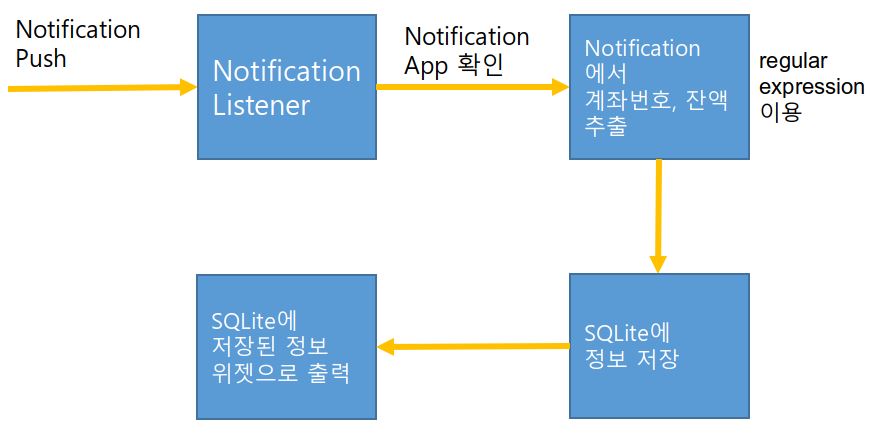 Notification
Push
Notification
Listener
Notification
App 확인
Notification
에서
계좌번호, 잔액
추출
regular
expression
이용
SQLite에
저장된 정보
위젯으로 출력
SQLite에
정보 저장